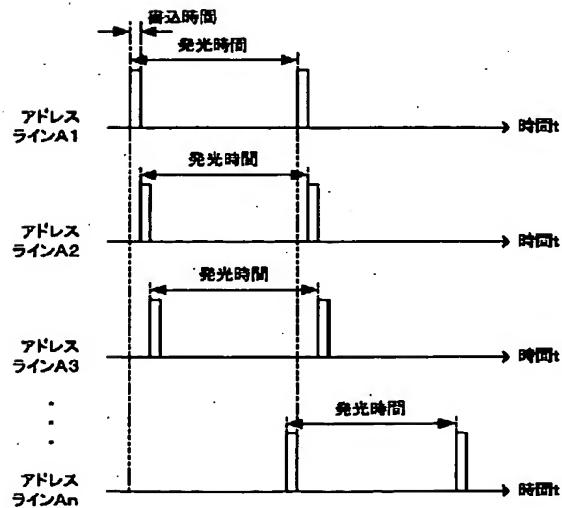 書込時間
発光時間
アドレス
ラインA1
時間t
発光時間
アドレス
ラインA2
時間t
発光時間
アドレス
ラインA3
時間t
発光時間
アドレス
ラインAn
時間t